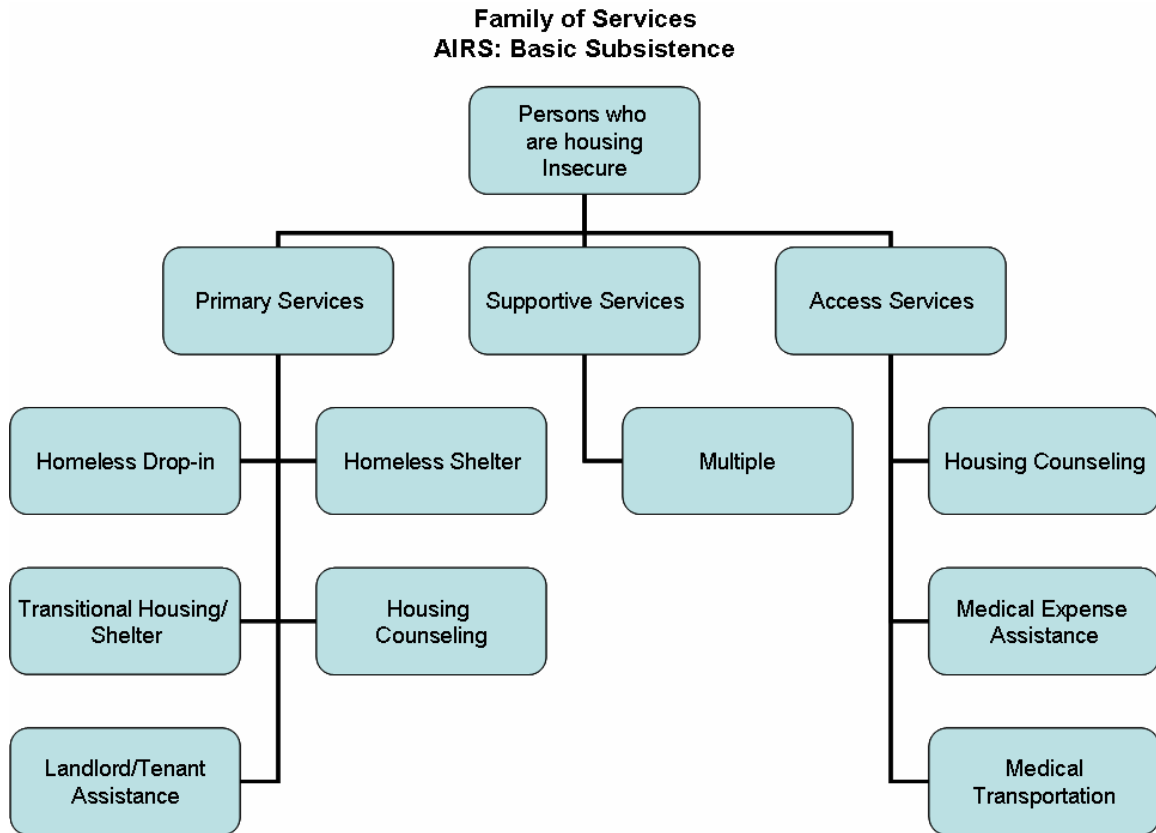 Family of Services
AIRS: Basic Subsistence
Persons who
are housing
Insecure
Primary Services
Supportive Services
Access Services
Homeless Drop-in
Homeless Shelter
Multiple
Housing Counseling
Transitional Housing/
Shelter
Housing
Counseling
Medical Expense
Assistance
Landlord/Tenant
Assistance
Medical
Transportation